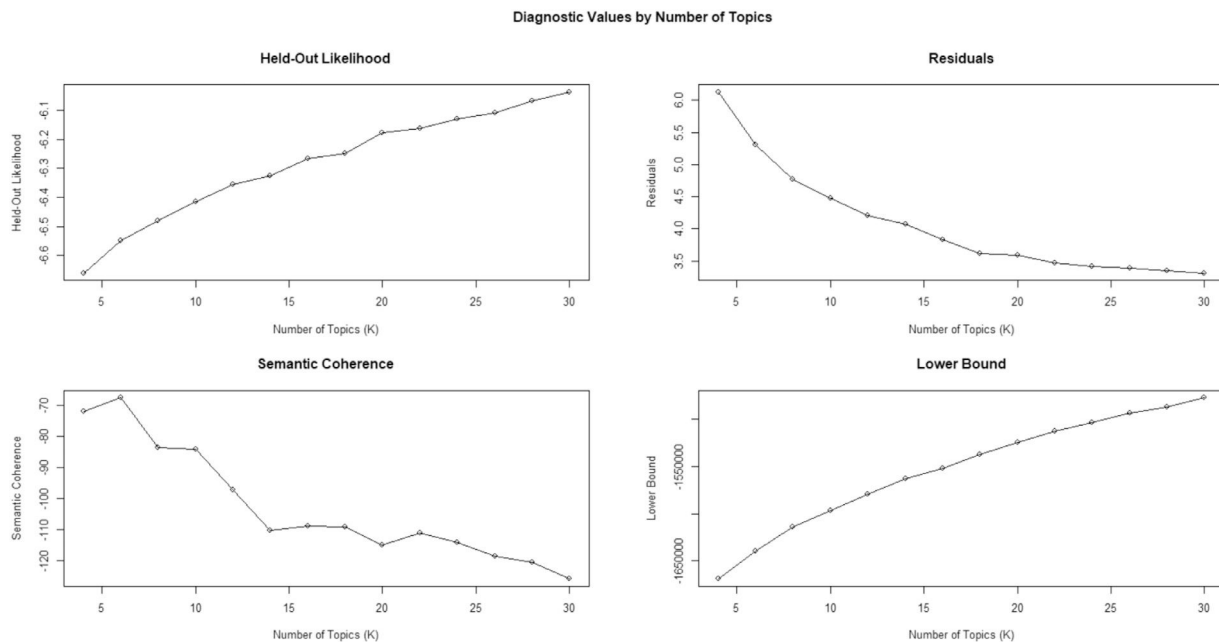 Diagnostic Values by Number of Topics
Held-Out Likelihood
Held-Out Likelihood
-6.1
-6.2
-6.3
-6.4
-6.5
-6.6
5 10 15 20 25 30
Number of Topics (K)
Residuals
Residuals
6.0
5.5
5.0
4.5
4.0
3.5
5 10 15 20 25 30
Number of Topics (K)
Semantic Coherence
Semantic Coherence
-70
-80
-90
-100
-110
-120
5 10 15 20 25 30
Number of Topics (K)
Lower Bound
Lower Bound
-1550000
-1650000
5 10 15 20 25 30
Number of Topics (K)